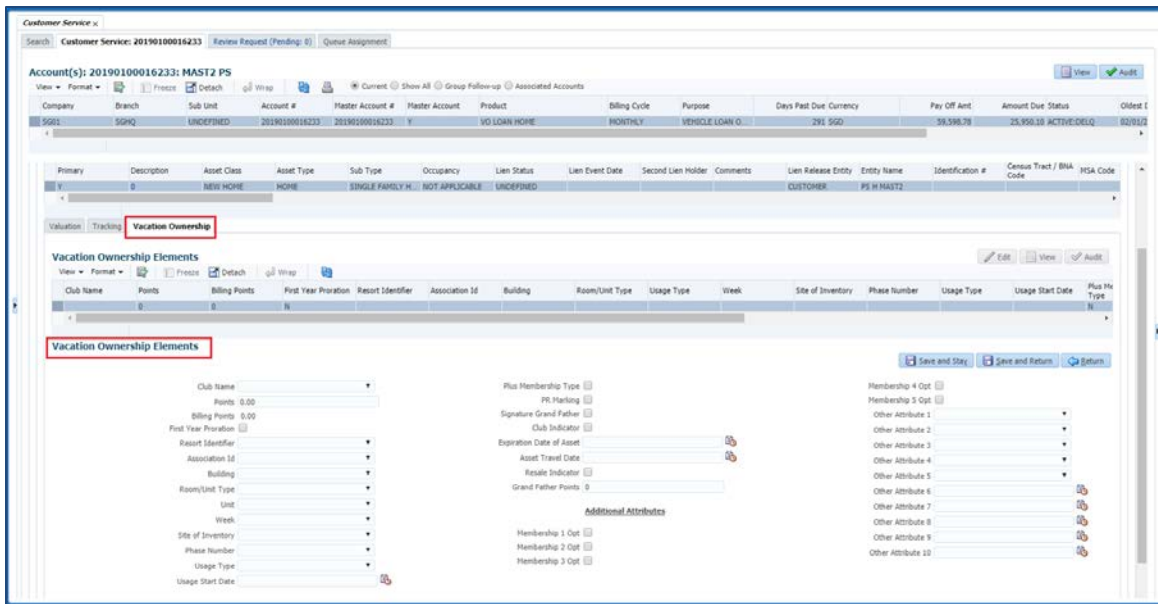 Customer Service ×
Search Customer Service: 20190100016233 Review Request (Pending: 0) Queue Assignment
Account(s): 20190100016233: MAST2 PS
View Audit
View Format Freeze Detach Wrap Current Show All Group Follow-up Associated Accounts
Company Branch Sub Unit Account # Master Account # Master Account Product Billing Cycle Purpose Days Past Due Currency Pay Off Amt Amount Due Status Oldest D
SG01 SGHQ UNDEFINED 20190100016233 20190100016233 Y VO LOAN HOME MONTHLY VEHICLE LOAN O... 291 SGD 59,598.78 25,950.10 ACTIVE:DELQ 02/01/2
Primary Description Asset Class Asset Type Sub Type Occupancy Lien Status Lien Event Date Second Lien Holder Comments Lien Release Entity Entity Name Identification # Census Tract / BNA Code MSA Code
Y 0 NEW HOME HOME SINGLE FAMILY H... NOT APPLICABLE UNDEFINED CUSTOMER PS H MAST2
Valuation Tracking Vacation Ownership
Vacation Ownership Elements
Edit View Audit
View Format Freeze Detach Wrap
Club Name Points Billing Points First Year Proration Resort Identifier Association Id Building Room/Unit Type Usage Type Week Site of Inventory Phase Number Usage Type Usage Start Date Plus Me Type
0 0 N N
Vacation Ownership Elements
Save and Stay Save and Return Return
Club Name
Points 0.00
Billing Points 0.00
First Year Proration
Resort Identifier
Association Id
Building
Room/Unit Type
Unit
Week
Site of Inventory
Phase Number
Usage Type
Usage Start Date
Plus Membership Type
PR Marking
Signature Grand Father
Club Indicator
Expiration Date of Asset
Asset Travel Date
Resale Indicator
Grand Father Points 0
Additional Attributes
Membership 1 Opt
Membership 2 Opt
Membership 3 Opt
Membership 4 Opt
Membership 5 Opt
Other Attribute 1
Other Attribute 2
Other Attribute 3
Other Attribute 4
Other Attribute 5
Other Attribute 6
Other Attribute 7
Other Attribute 8
Other Attribute 9
Other Attribute 10